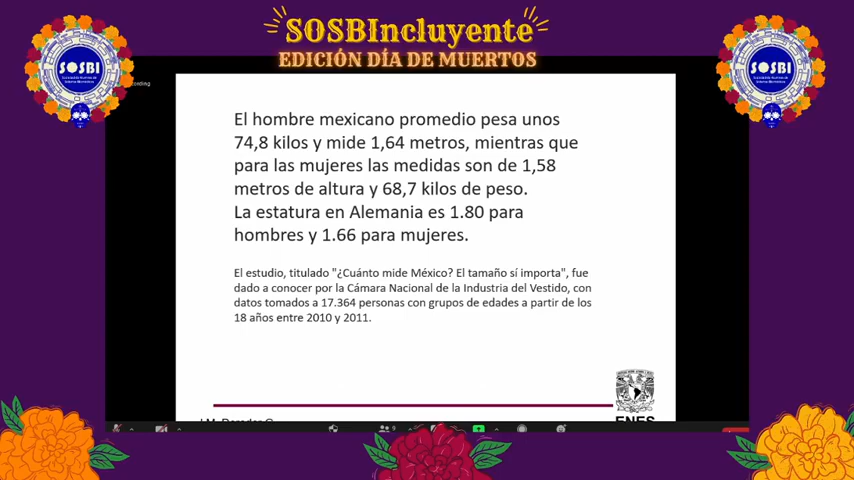 SOSBIncluyente
EDICIÓN DÍA DE MUERTOS
SOSBI
SOSBI
El hombre mexicano promedio pesa unos
74,8 kilos y mide 1,64 metros, mientras que
para las mujeres las medidas son de 1,58
metros de altura y 68,7 kilos de peso.
La estatura en Alemania es 1.80 para
hombres y 1.66 para mujeres.
El estudio, titulado "¿Cuánto mide México? El tamaño sí importa", fue
dado a conocer por la Cámara Nacional de la Industria del Vestido, con
datos tomados a 17.364 personas con grupos de edades a partir de los
18 años entre 2010 y 2011.
ENES